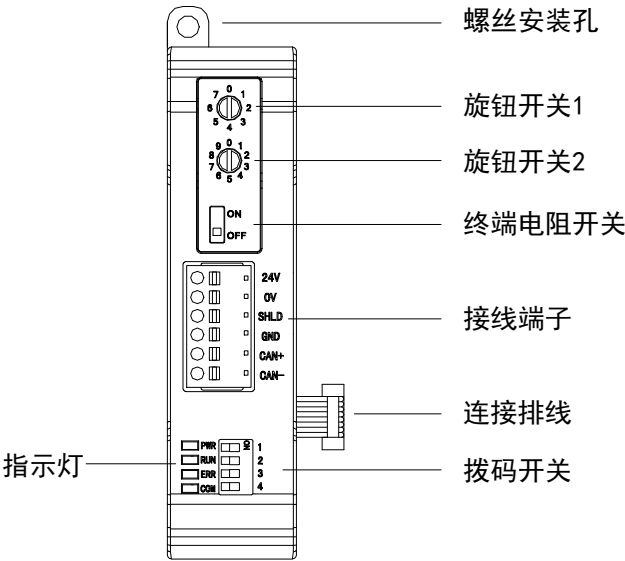 螺丝安装孔
7 0 1
6 2
5 4 3
旋钮开关1
9 0 1
8 2
7 3
6 5 4
旋钮开关2
ON
OFF
终端电阻开关
24V
0V
SHLD
GND
CAN+
CAN-
接线端子
连接排线
指示灯
PWR
RUN
ERR
COM
ON
1
2
3
4
拨码开关